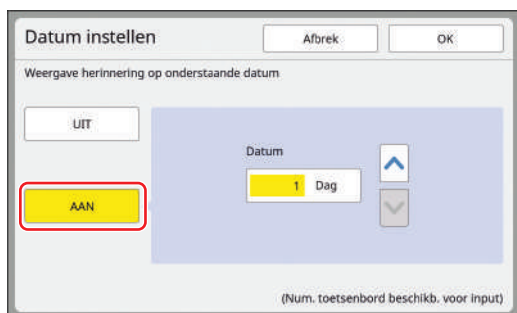 Datum instellen
Afbrek
OK
Weergave herinnering op onderstaande datum
UIT
Datum
1 Dag
AAN
(Num. toetsenbord beschikb. voor input)